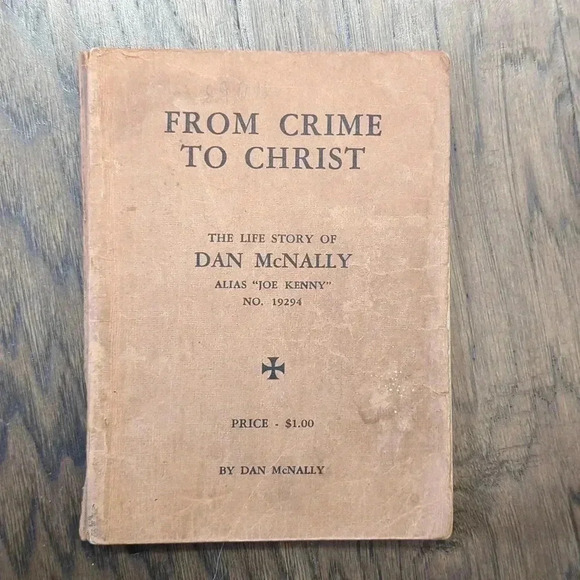 FROM CRIME
TO CHRIST
THE LIFE STORY OF
DAN McNALLY
ALIAS "JOE KENNY"
NO. 19294
PRICE - $1.00
BY DAN McNALLY